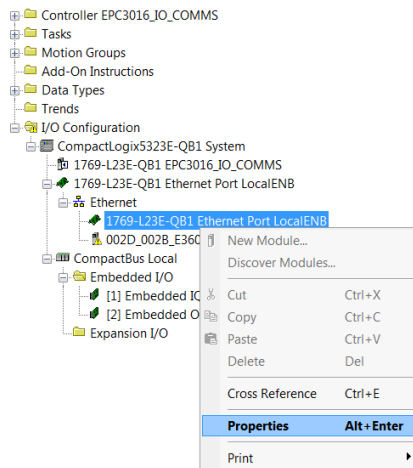 Controller EPC3016_IO_COMMS
Tasks
Motion Groups
Add-On Instructions
Data Types
Trends
I/O Configuration
CompactLogix5323E-QB1 System
1769-L23E-QB1 EPC3016_IO_COMMS
1769-L23E-QB1 Ethernet Port LocalENB
Ethernet
1769-L23E-QB1 Ethernet Port LocalENB
002D_002B_E360
CompactBus Local
Embedded I/O
[1] Embedded IQ
[2] Embedded O
Expansion I/O
New Module...
Discover Modules...
Cut Ctrl+X
Copy Ctrl+C
Paste Ctrl+V
Delete Del
Cross Reference Ctrl+E
Properties Alt+Enter
Print